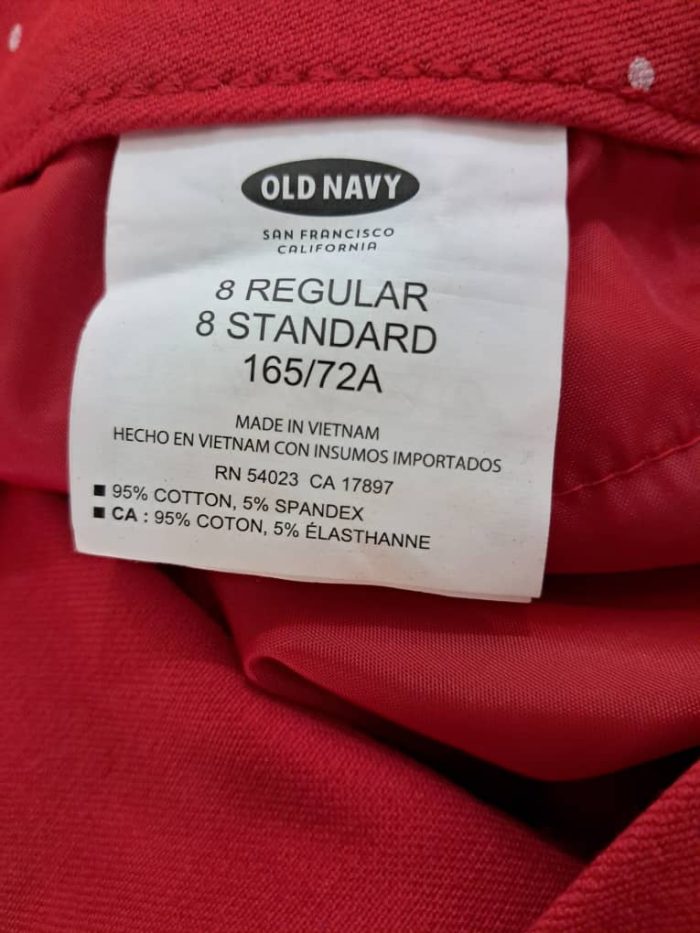 OLD NAVY
SAN FRANCISCO
CALIFORNIA
8 REGULAR
8 STANDARD
165/72A
MADE IN VIETNAM
HECHO EN VIETNAM CON INSUMOS IMPORTADOS
RN 54023 CA 17897
■ 95% COTTON, 5% SPANDEX
■ CA : 95% COTON, 5% ÉLASTHANNE